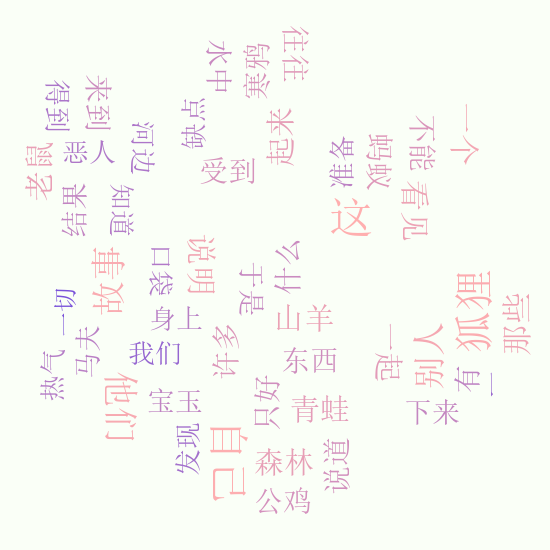 往往
水中
寒鸦
来到
得到
缺点
起来
一个
河边
不能
恶人
老鼠
受到
准备
蚂蚁
结果
知道
这
看见
事故
口袋
说明
于是
什么
一切
身上
山羊
狐狸
那些
马夫
热气
我们
许多
东西
一起
别人
有一
他们
宝玉
只好
青蛙
下来
发现
自己
森林
说道
公鸡